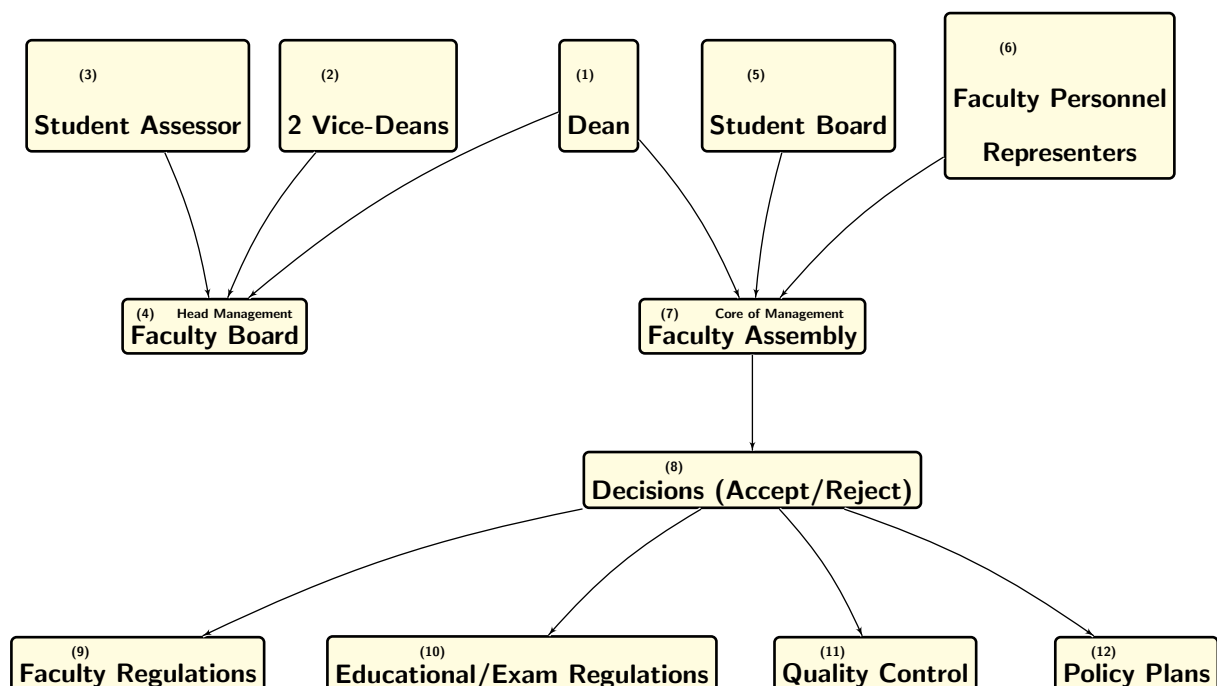 (3)
Student Assessor
(2)
2 Vice-Deans
(1)
Dean
(5)
Student Board
(6)
Faculty Personnel
Representers
(4) Head Management
Faculty Board
(7) Core of Management
Faculty Assembly
(8)
Decisions (Accept/Reject)
(9)
Faculty Regulations
(10)
Educational/Exam Regulations
(11)
Quality Control
(12)
Policy Plans